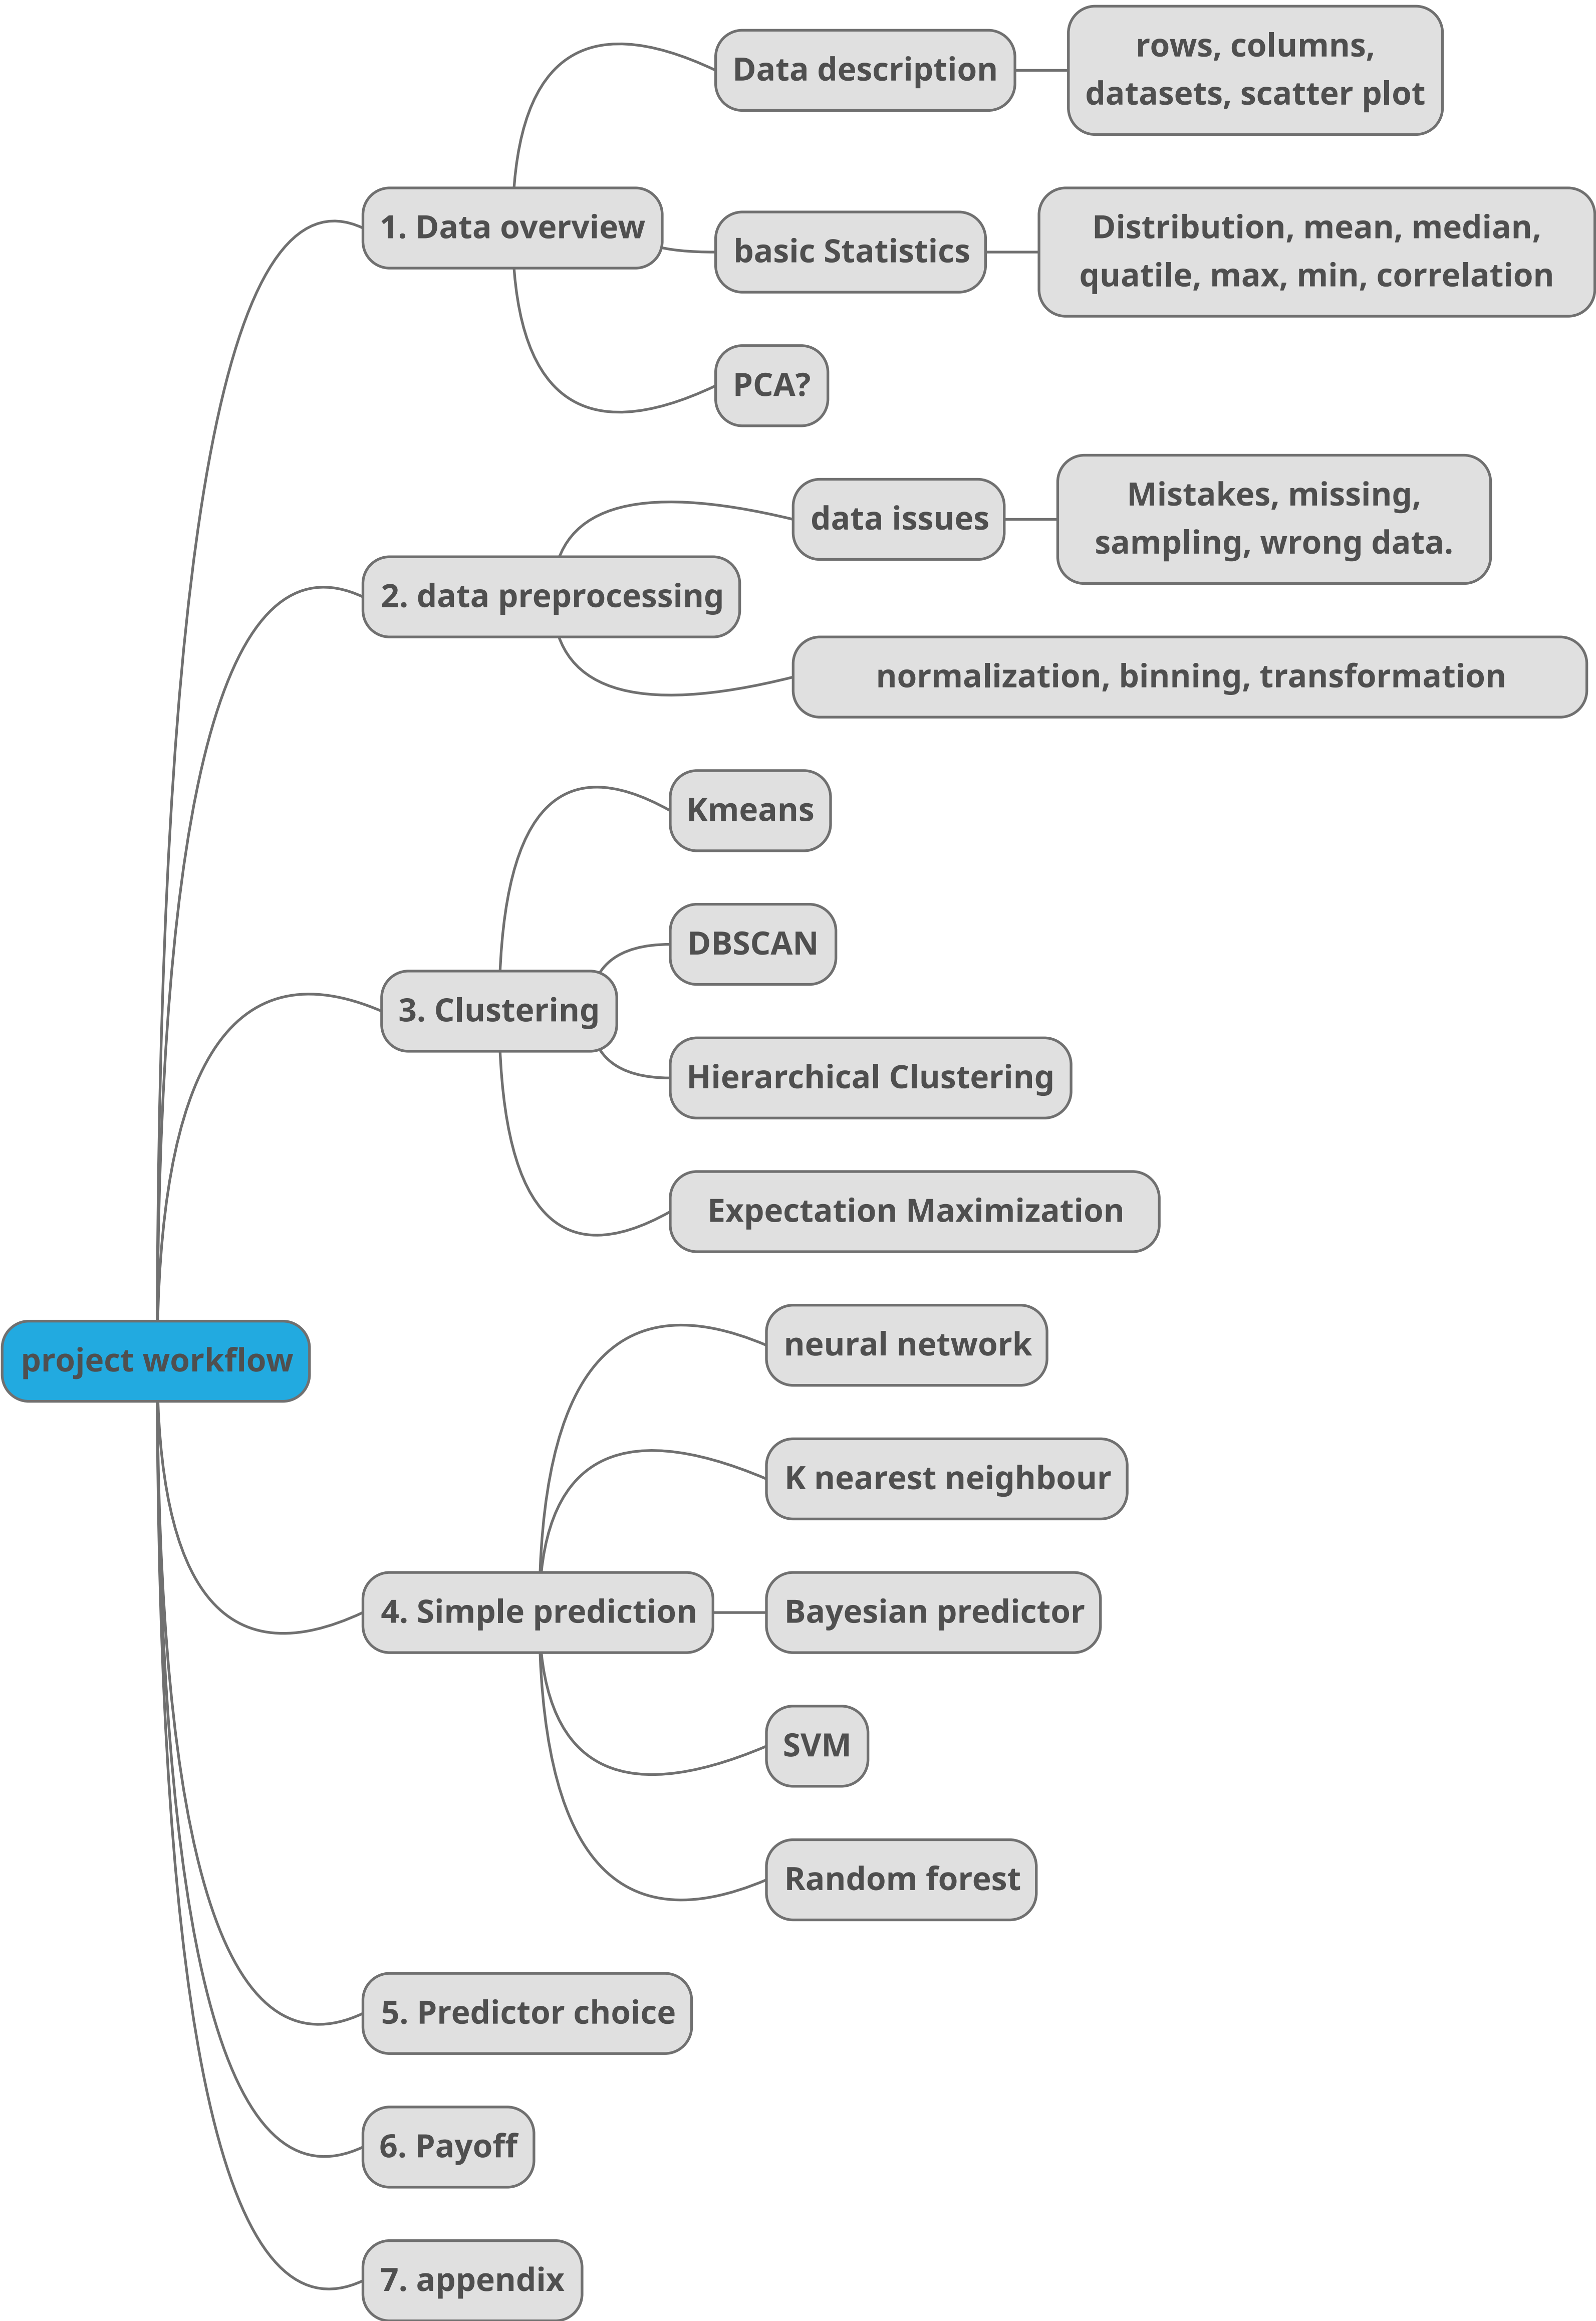 Data description
rows, columns,
datasets, scatter plot
1. Data overview
basic Statistics
Distribution, mean, median,
quatile, max, min, correlation
PCA?
data issues
Mistakes, missing,
sampling, wrong data.
2. data preprocessing
normalization, binning, transformation
Kmeans
DBSCAN
3. Clustering
Hierarchical Clustering
Expectation Maximization
project workflow
neural network
K nearest neighbour
4. Simple prediction
Bayesian predictor
SVM
Random forest
5. Predictor choice
6. Payoff
7. appendix